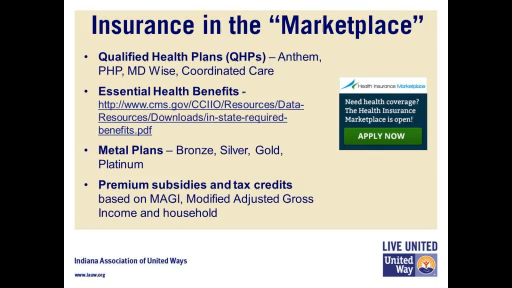 Insurance in the “Marketplace”
• Qualified Health Plans (QHPs) – Anthem,
PHP, MD Wise, Coordinated Care
• Essential Health Benefits -
http://www.cms.gov/CCIIO/Resources/Data-
Resources/Downloads/in-state-required-
benefits.pdf
• Metal Plans – Bronze, Silver, Gold,
Platinum
• Premium subsidies and tax credits
based on MAGI, Modified Adjusted Gross
Income and household
Health Insurance Marketplace
Need health coverage?
The Health Insurance
Marketplace is open!
APPLY NOW
Indiana Association of United Ways
www.iauw.org
LIVE UNITED
United
Way